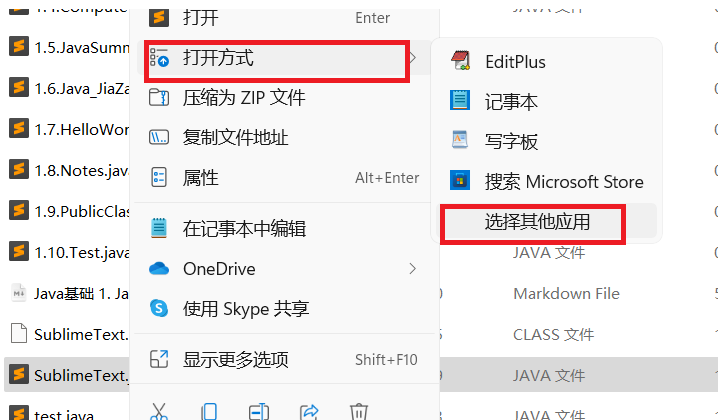 1.4.Compute
打开
Enter
JAVA 文件
1.5.JavaSumm
打开方式
EditPlus
1.6.Java_JiaZa
压缩为 ZIP 文件
记事本
1.7.HelloWor
复制文件地址
写字板
1.8.Notes.java
属性
Alt+Enter
搜索 Microsoft Store
1.9.PublicClas
在记事本中编辑
选择其他应用
1.10.Test.java
OneDrive
JAVA 文件
Java基础 1. Ja
使用 Skype 共享
Markdown File
SublimeText.
显示更多选项
Shift+F10
CLASS 文件
SublimeText.j
JAVA 文件
test.java
JAVA 文件